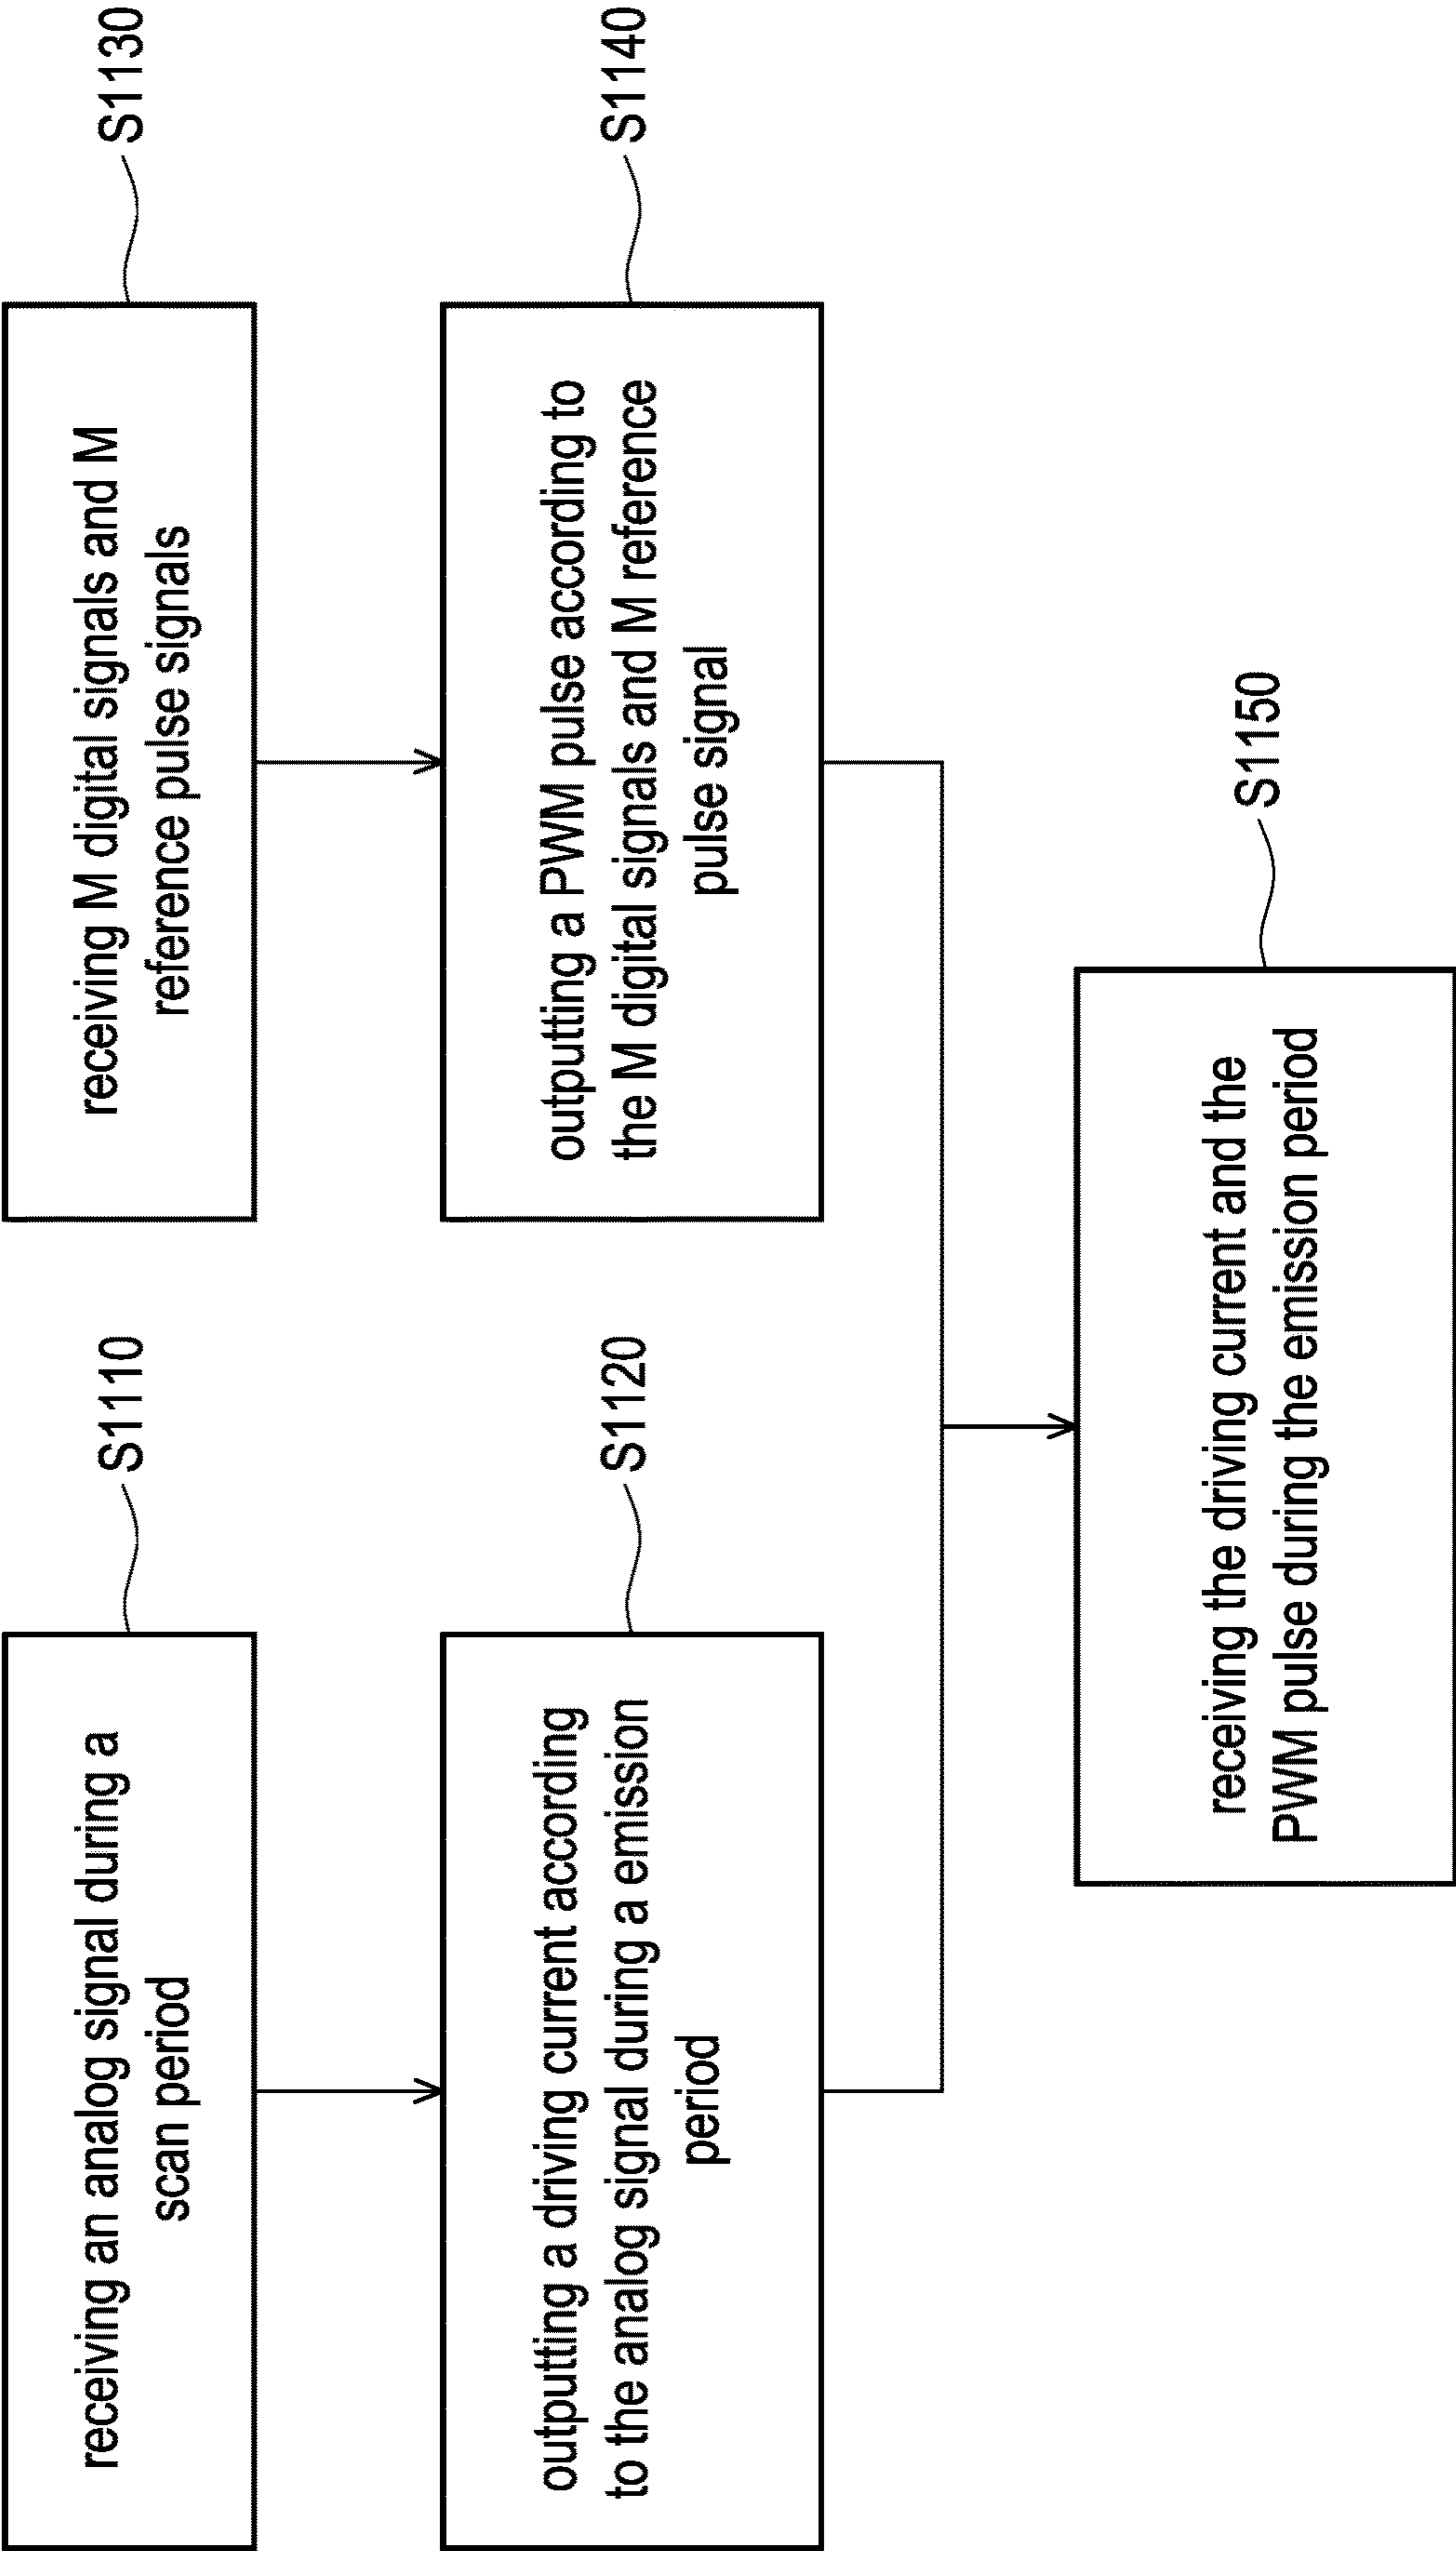 receiving an analog signal during a
scan period
S1110
outputting a driving current according
to the analog signal during a emission
period
S1120
receiving M digital signals and M
reference pulse signals
S1130
outputting a PWM pulse according to
the M digital signals and M reference
pulse signal
S1140
receiving the driving current and the
PWM pulse during the emission period
S1150